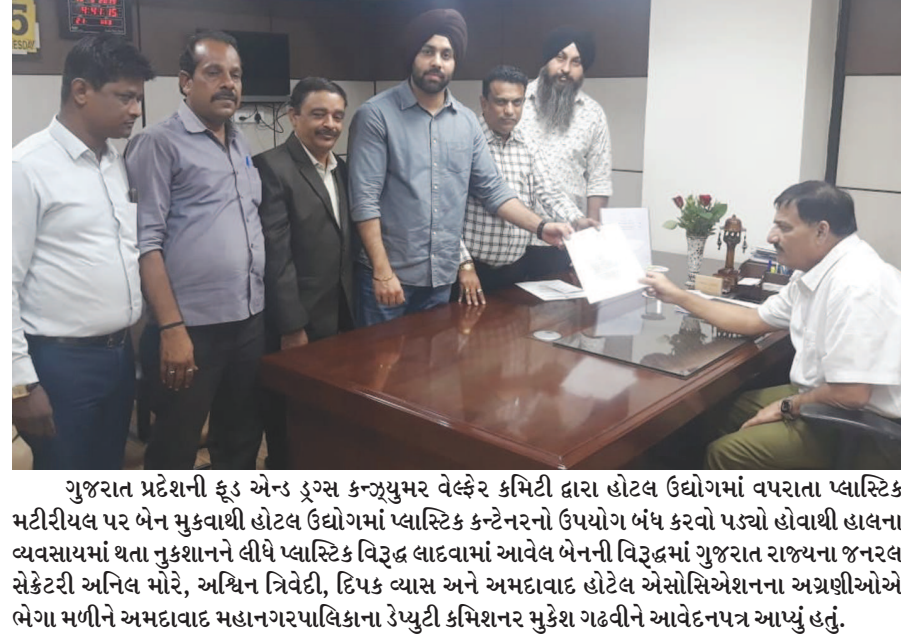 5
ESDAY
ગુજરાત પ્રદેશની ફૂડ એન્ડ ડ્રગ્સ કન્ઝ્યુમર વેલ્ફેર કમિટી દ્વારા હોટલ ઉદ્યોગમાં વપરાતા પ્લાસ્ટિક
મટીરીયલ પર બેન મુકવાથી હોટલ ઉદ્યોગમાં પ્લાસ્ટિક કન્ટેનરનો ઉપયોગ બંધ કરવો પડ્યો હોવાથી હાલના
વ્યવસાયમાં થતા નુકશાનને લીધે પ્લાસ્ટિક વિરૂદ્ધ લાદવામાં આવેલ બેનની વિરૂદ્ધમાં ગુજરાત રાજ્યના જનરલ
સેક્રેટરી અનિલ મોરે, અશ્વિન ત્રિવેદી, દિપક વ્યાસ અને અમદાવાદ હોટેલ એસોસિએશનના અગ્રણીઓએ
ભેગા મળીને અમદાવાદ મહાનગરપાલિકાના ડેપ્યુટી કમિશનર મુકેશ ગઢવીને આવેદનપત્ર આપ્યું હતું.